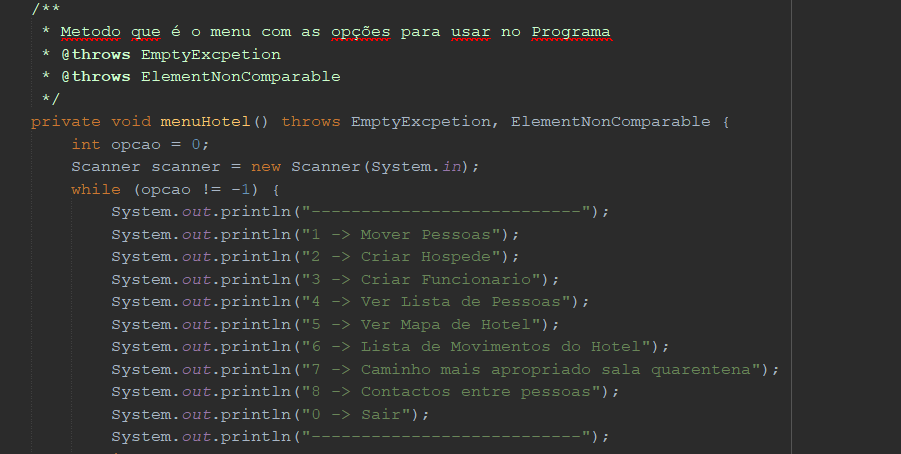 /**
* Metodo que é o menu com as opções para usar no Programa
* @throws EmptyExcpetion
* @throws ElementNonComparable
*/
private void menuHotel() throws EmptyExcpetion, ElementNonComparable {
int opcao = 0;
Scanner scanner = new Scanner(System.in);
while (opcao != -1) {
System.out.println("---------------------------");
System.out.println("1 -> Mover Pessoas");
System.out.println("2 -> Criar Hospede");
System.out.println("3 -> Criar Funcionario");
System.out.println("4 -> Ver Lista de Pessoas");
System.out.println("5 -> Ver Mapa de Hotel");
System.out.println("6 -> Lista de Movimentos do Hotel");
System.out.println("7 -> Caminho mais apropriado sala quarentena");
System.out.println("8 -> Contactos entre pessoas");
System.out.println("0 -> Sair");
System.out.println("---------------------------");